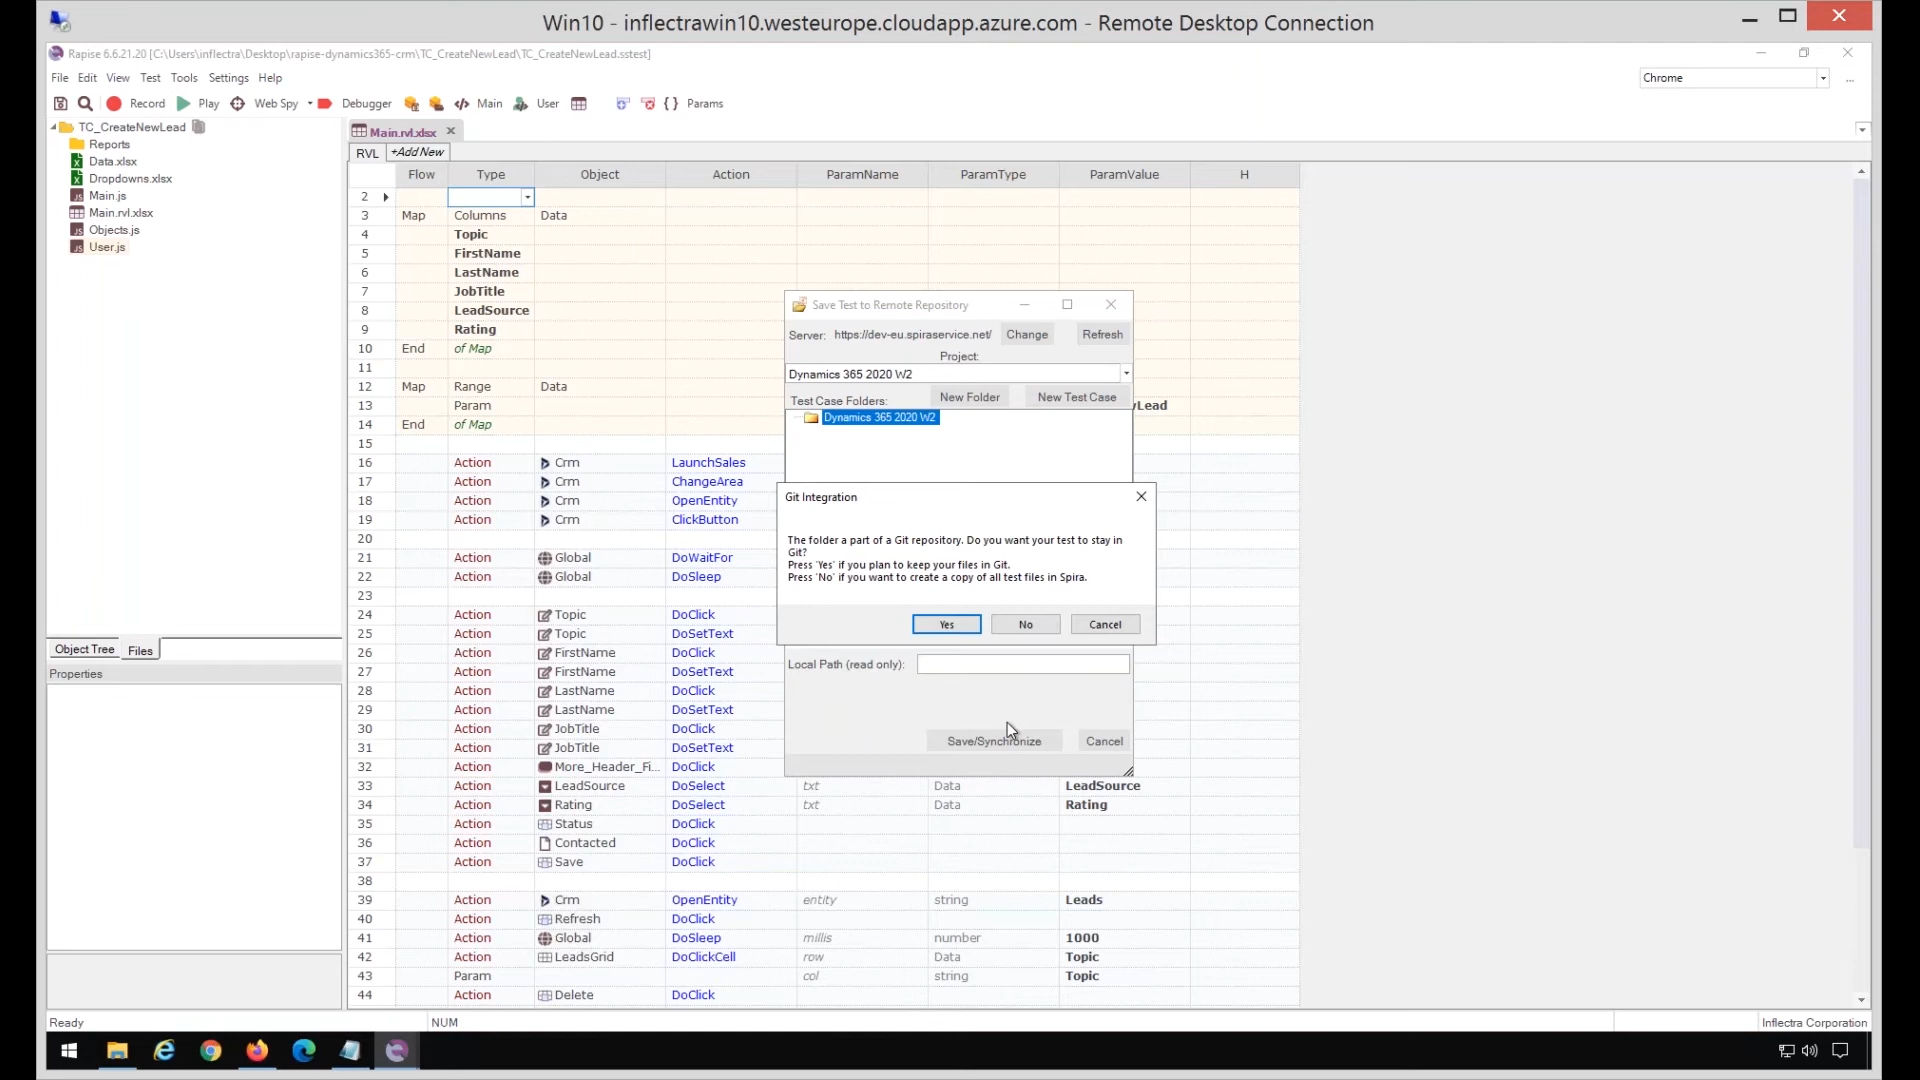 Win10 - inflectrawin10.westeurope.cloudapp.azure.com - Remote Desktop Connection
Rapise 6.6.21.20 [C:\Users\inflectra\Desktop\rapise-dynamics365-crm\TC_CreateNewLead\TC_CreateNewLead.sstest]
File Edit View Test Tools Settings Help
Chrome
...
Record Play Web Spy Debugger Main User { } Params
TC_CreateNewLead
Reports
Data.xlsx
Dropdowns.xlsx
Main.js
Main.rvl.xlsx
Objects.js
User.js
Object Tree Files
Properties
Main.rvl.xlsx
RVL +Add New
Flow Type Object Action ParamName ParamType ParamValue H
2
3 Map Columns Data
4 Topic
5 FirstName
6 LastName
7 JobTitle
8 LeadSource
9 Rating
10 End of Map
11
12 Map Range Data
13 Param vLead
14 End of Map
15
16 Action Crm LaunchSales
17 Action Crm ChangeArea
18 Action Crm OpenEntity
19 Action Crm ClickButton
20
21 Action Global DoWaitFor
22 Action Global DoSleep
23
24 Action Topic DoClick
25 Action Topic DoSetText
26 Action FirstName DoClick
27 Action FirstName DoSetText
28 Action LastName DoClick
29 Action LastName DoSetText
30 Action JobTitle DoClick
31 Action JobTitle DoSetText
32 Action More_Header_Fi... DoClick
33 Action LeadSource DoSelect txt Data LeadSource
34 Action Rating DoSelect txt Data Rating
35 Action Status DoClick
36 Action Contacted DoClick
37 Action Save DoClick
38
39 Action Crm OpenEntity entity string Leads
40 Action Refresh DoClick
41 Action Global DoSleep millis number 1000
42 Action LeadsGrid DoClickCell row Data Topic
43 Param col string Topic
44 Action Delete DoClick
Save Test to Remote Repository
Server: https://dev-eu.spiraservice.net/ Change Refresh
Project:
Dynamics 365 2020 W2
Test Case Folders: New Folder New Test Case
Dynamics 365 2020 W2
Git Integration
The folder a part of a Git repository. Do you want your test to stay in
Git?
Press 'Yes' if you plan to keep your files in Git.
Press 'No' if you want to create a copy of all test files in Spira.
Yes No Cancel
Local Path (read only):
Save/Synchronize Cancel
Ready NUM Inflectra Corporation